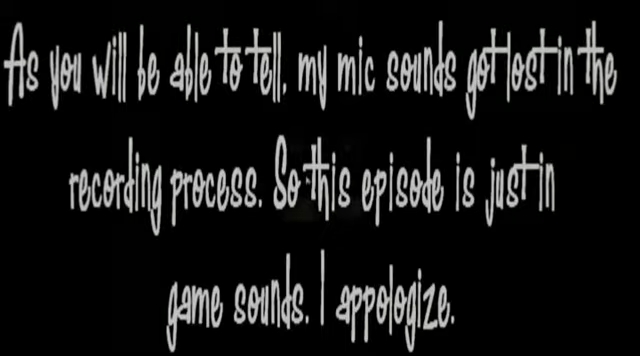 As you will be able to tell, my mic sounds got lost in the
recording process. So this episode is just in
game sounds. I appologize.